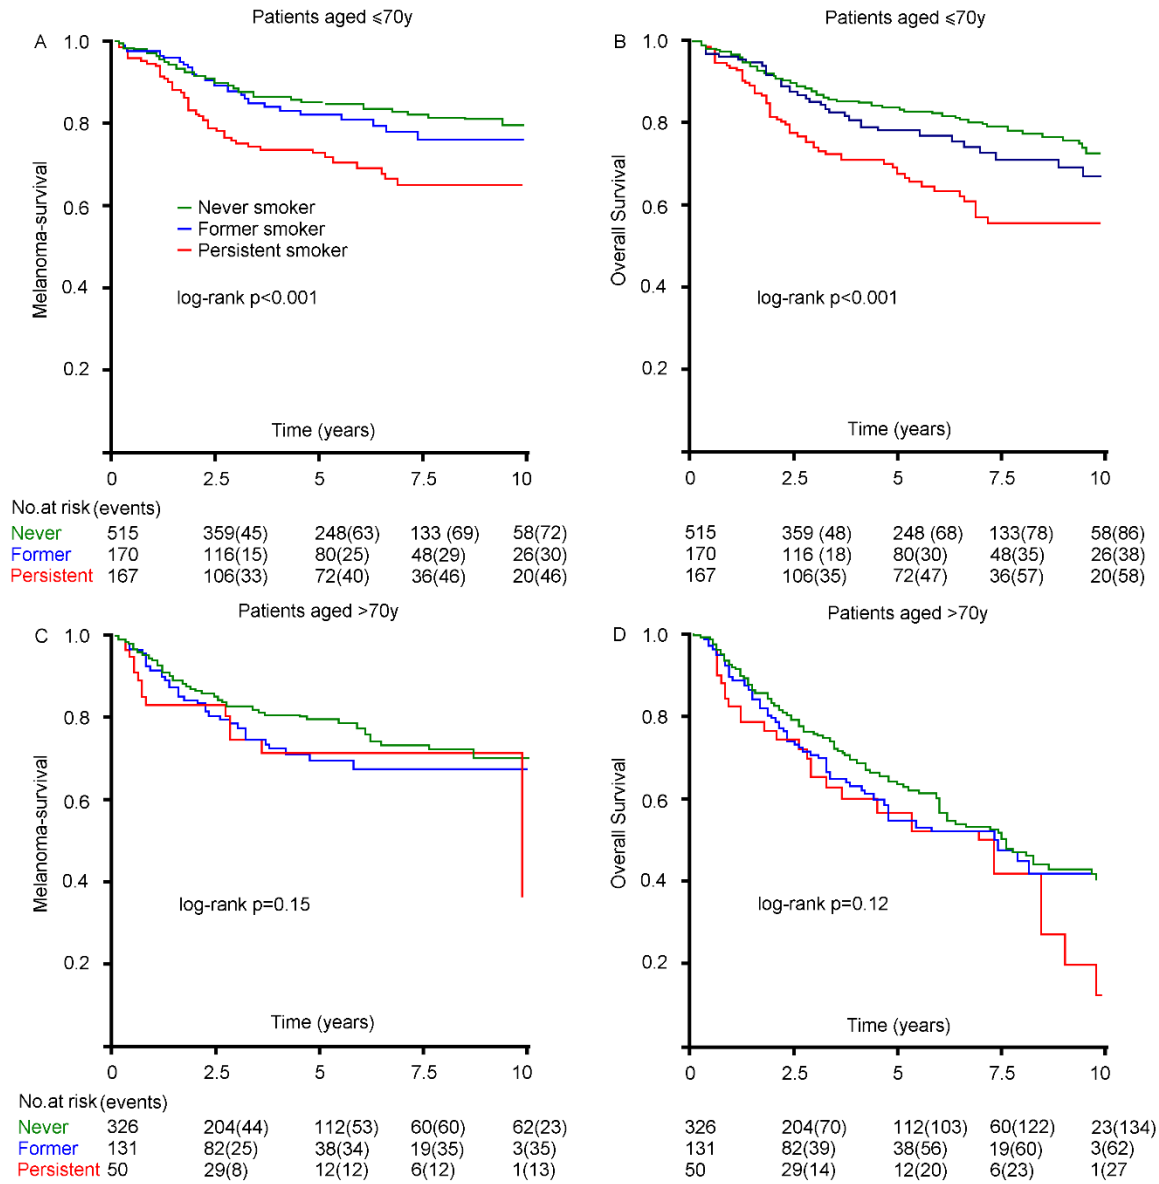 Patients aged ⩽70y
A
1.0
0.8
0.6
0.4
0.2
Melanoma-survival
Never smoker
Former smoker
Persistent smoker
log-rank p<0.001
Time (years)
0 2.5 5 7.5 10
Patients aged ⩽70y
B
1.0
0.8
0.6
0.4
0.2
Overall Survival
log-rank p<0.001
Time (years)
0 2.5 5 7.5 10
No.at risk (events)
Never 515 359(45) 248(63) 133 (69) 58(72)
Former 170 116(15) 80(25) 48(29) 26(30)
Persistent 167 106(33) 72(40) 36(46) 20(46)
515 359 (48) 248 (68) 133(78) 58(86)
170 116 (18) 80(30) 48(35) 26(38)
167 106(35) 72(47) 36(57) 20(58)
Patients aged >70y
C
1.0
0.8
0.6
0.4
0.2
Melanoma-survival
log-rank p=0.15
Time (years)
0 2.5 5 7.5 10
Patients aged >70y
D
1.0
0.8
0.6
0.4
0.2
Overall Survival
log-rank p=0.12
Time (years)
0 2.5 5 7.5 10
No.at risk (events)
Never 326 204(44) 112(53) 60(60) 62(23)
Former 131 82(25) 38(34) 19(35) 3(35)
Persistent 50 29(8) 12(12) 6(12) 1(13)
326 204(70) 112(103) 60(122) 23(134)
131 82(39) 38(56) 19(60) 3(62)
50 29(14) 12(20) 6(23) 1(27